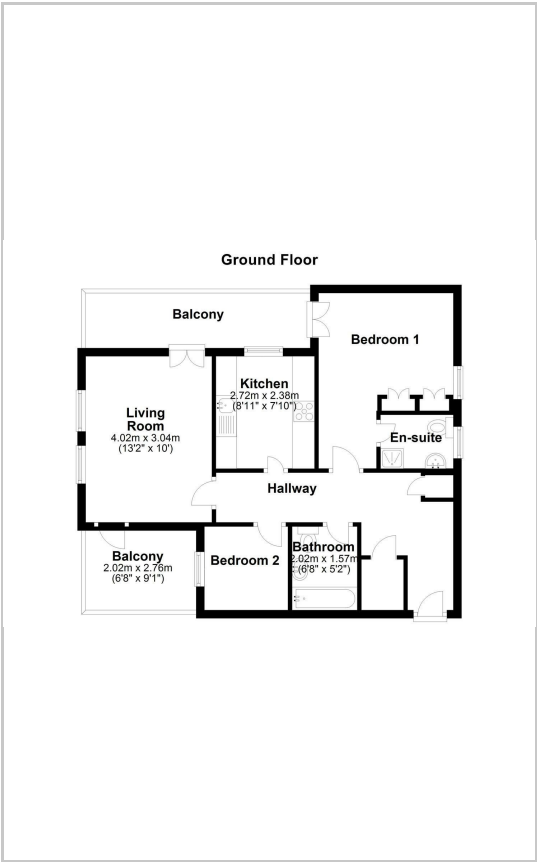 Ground Floor
Balcony
Bedroom 1
Kitchen
2.72m x 2.38m
(8'11" x 7'10")
Living
Room
4.02m x 3.04m
(13'2" x 10')
En-suite
Hallway
Balcony
2.02m x 2.76m
(6'8" x 9'1")
Bedroom 2
Bathroom
2.02m x 1.57m
(6'8" x 5'2")